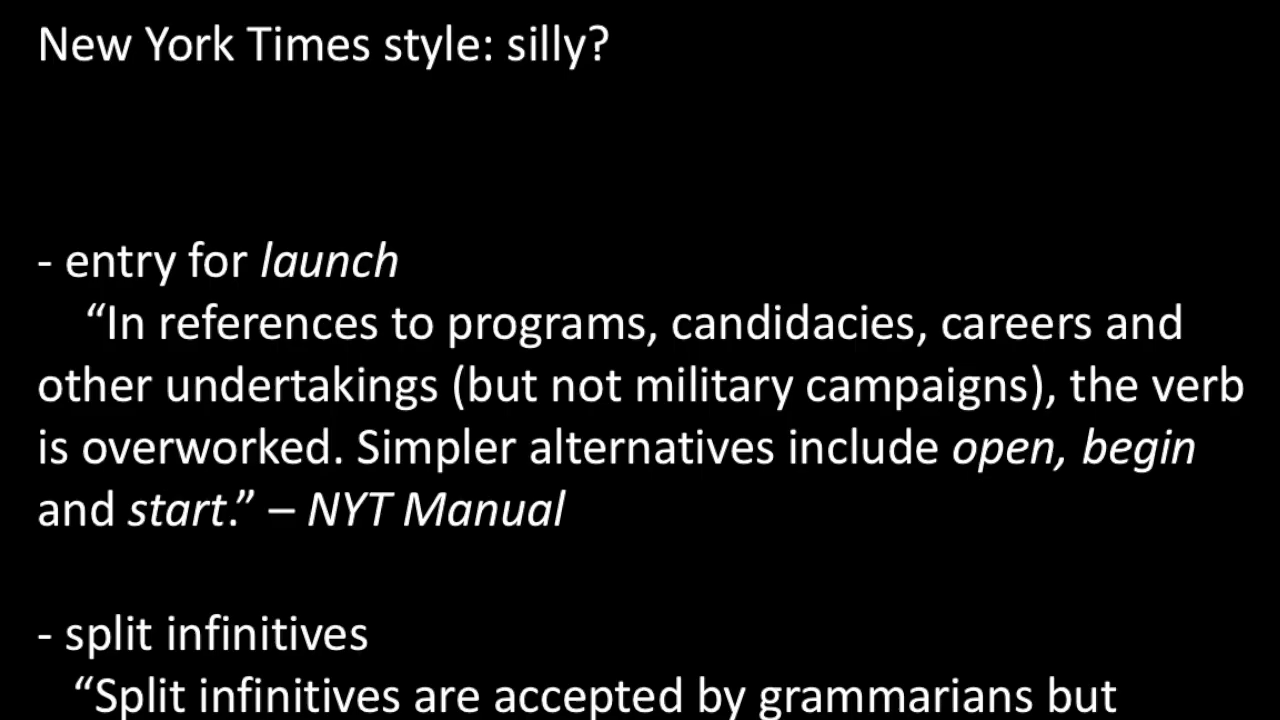 New York Times style: silly?
- entry for launch
“In references to programs, candidacies, careers and
other undertakings (but not military campaigns), the verb
is overworked. Simpler alternatives include open, begin
and start.” – NYT Manual
- split infinitives
“Split infinitives are accepted by grammarians but